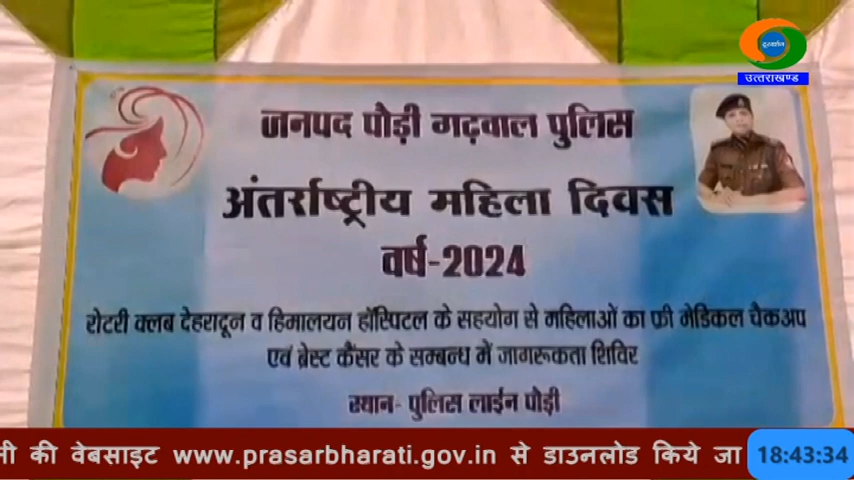 दूरदर्शन
उत्तराखण्ड
जनपद पौड़ी गढ़वाल पुलिस
अंतर्राष्ट्रीय महिला दिवस
वर्ष-2024
रोटरी क्लब देहरादून व हिमालयन हॉस्पिटल के सहयोग से महिलाओं का फ्री मेडिकल चैकअप
एवं ब्रेस्ट कैंसर के सम्बन्ध में जागरूकता शिविर
स्थान- पुलिस लाईन पौड़ी
की वेबसाइट www.prasarbharati.gov.in से डाउनलोड किये जा
18:43:34